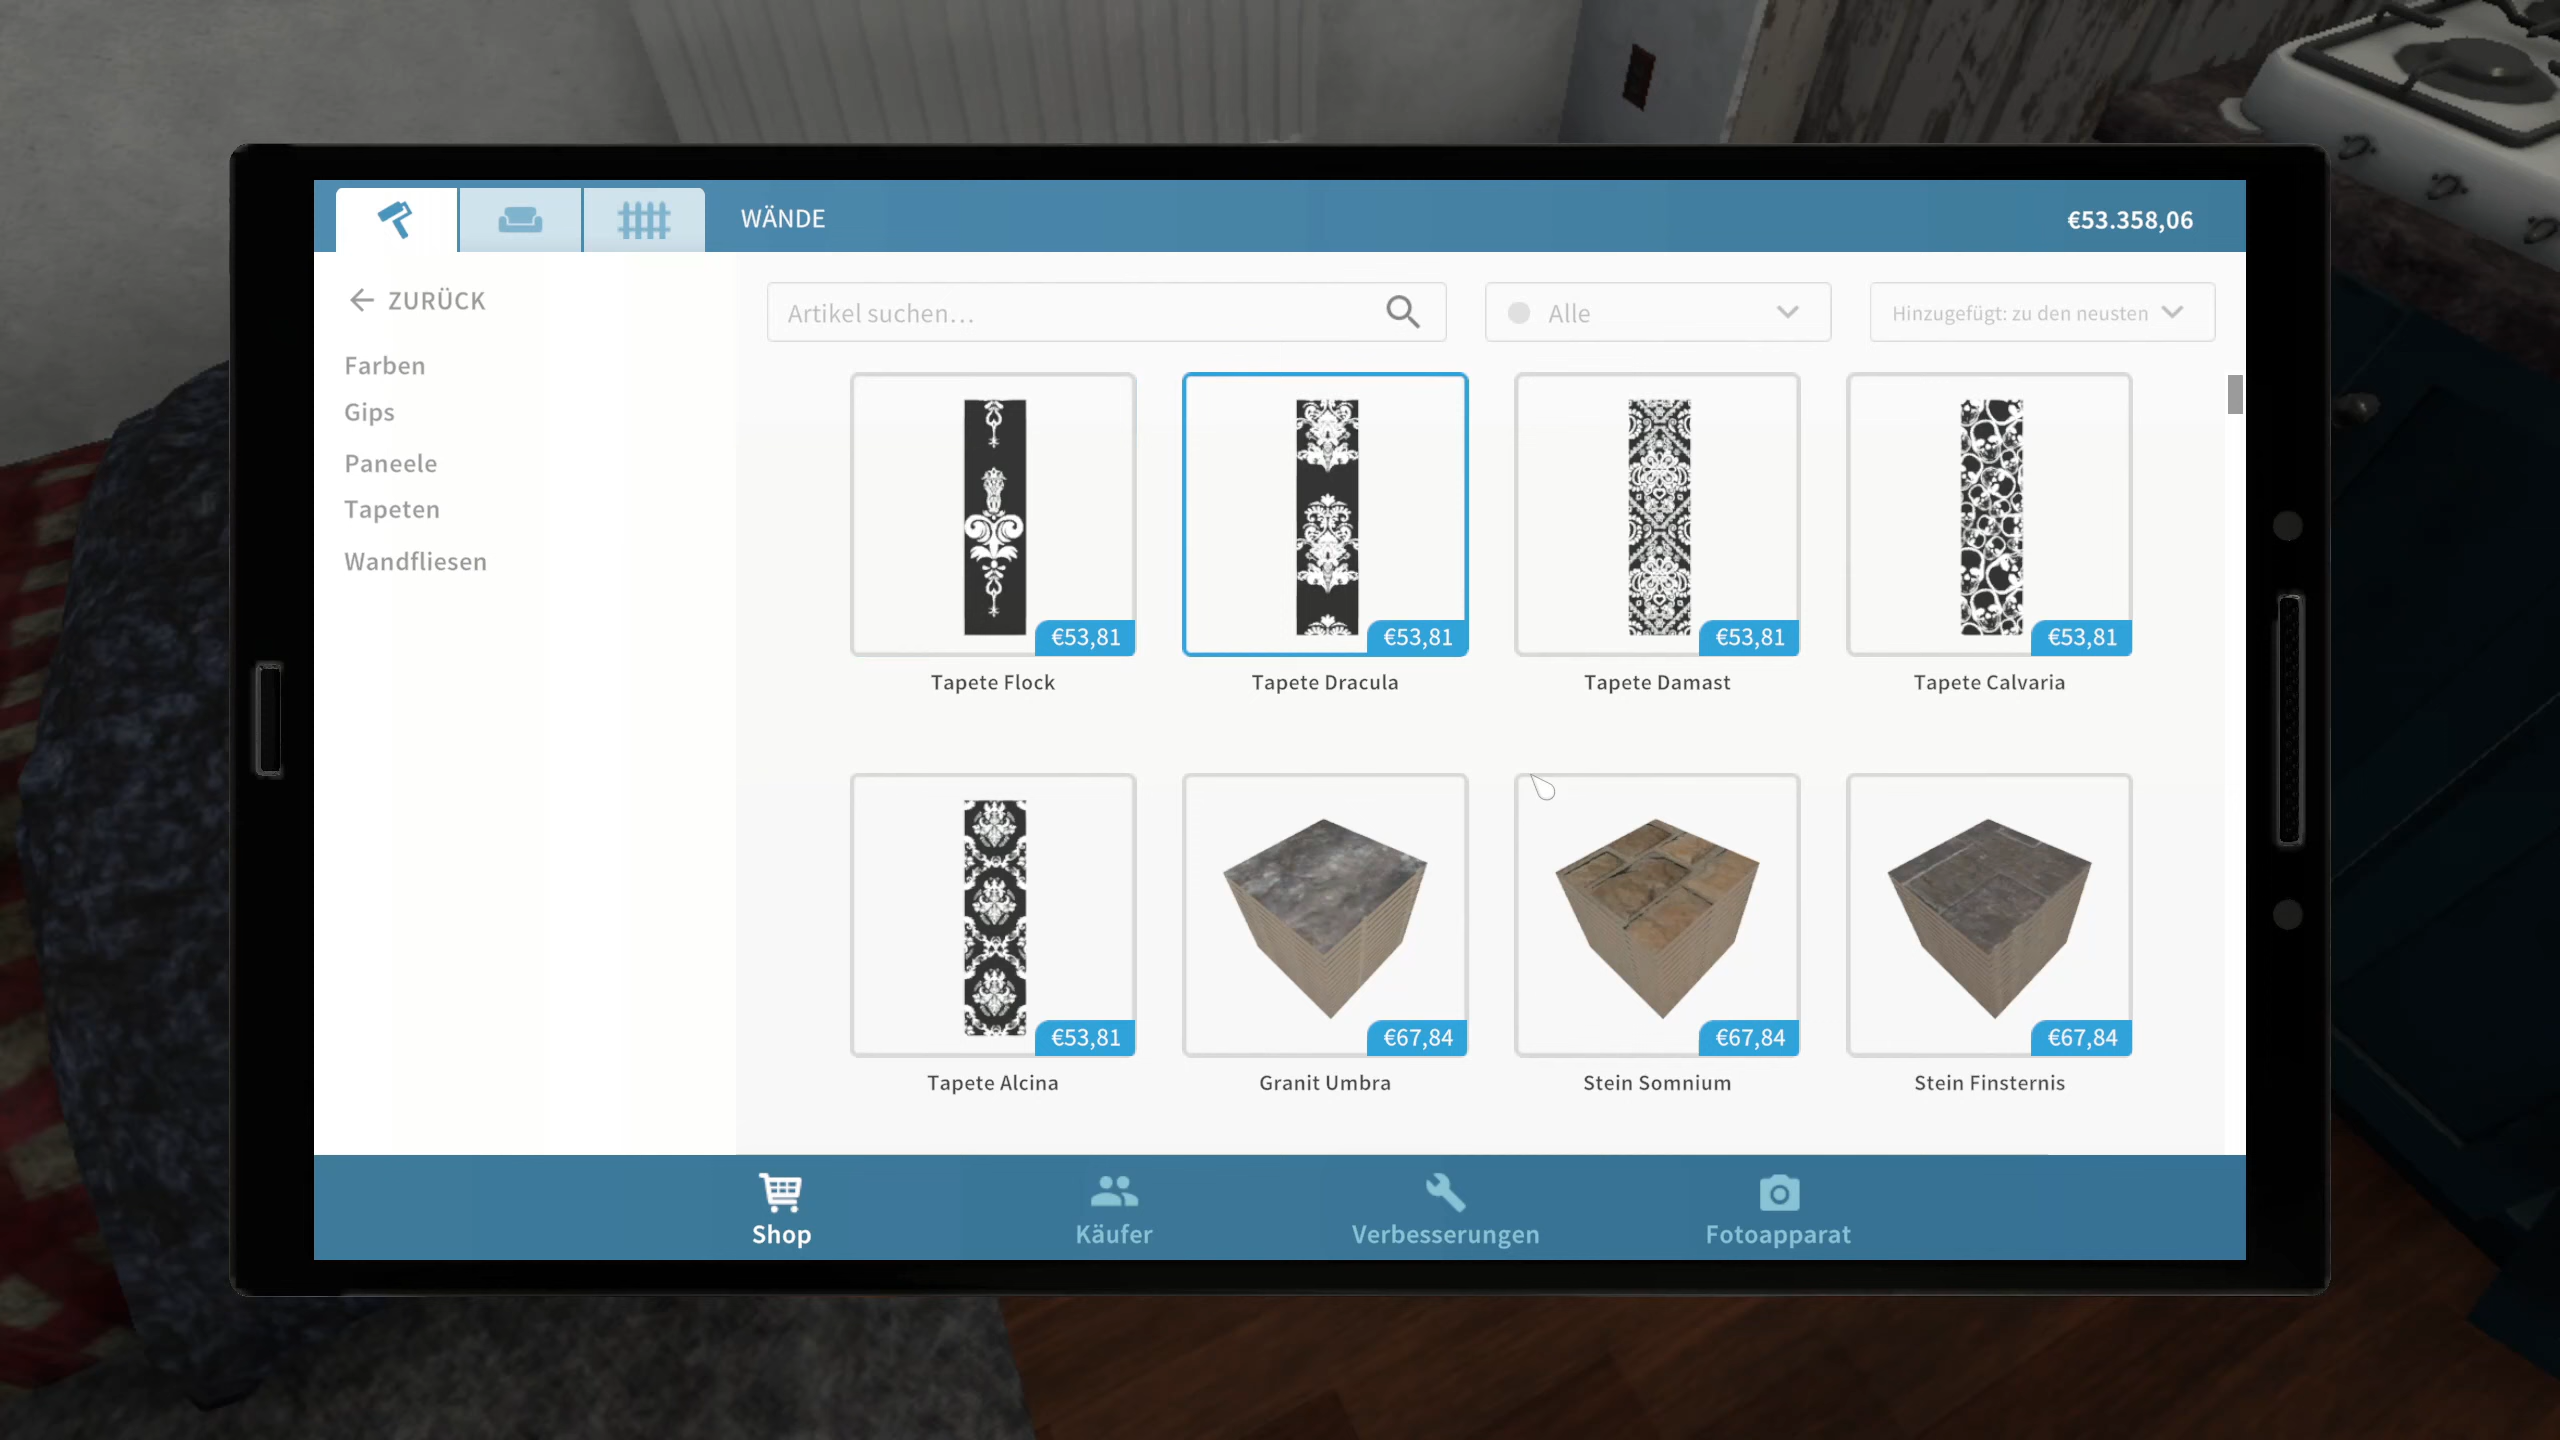 WÄNDE
€53.358,06
ZURÜCK
Farben
Gips
Paneele
Tapeten
Wandfliesen
Artikel suchen...
Alle
Hinzugefügt: zu den neusten
€53,81
Tapete Flock
€53,81
Tapete Dracula
€53,81
Tapete Damast
€53,81
Tapete Calvaria
€53,81
Tapete Alcina
€67,84
Granit Umbra
€67,84
Stein Somnium
€67,84
Stein Finsternis
Shop
Käufer
Verbesserungen
Fotoapparat